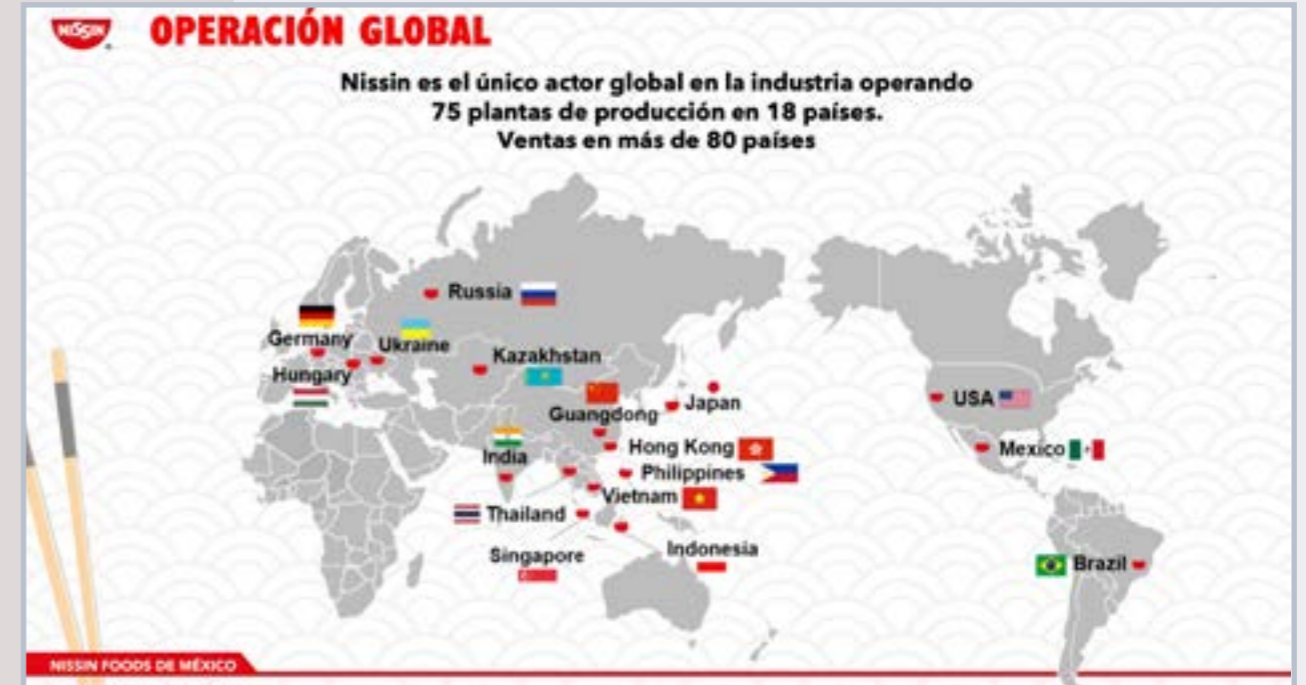 NISSIN
OPERACIÓN GLOBAL
Nissin es el único actor global en la industria operando
75 plantas de producción en 18 países.
Ventas en más de 80 países
Russia
Germany
Ukraine
Kazakhstan
Hungary
Guangdong
Japan
USA
India
Hong Kong
Mexico
Philippines
Vietnam
Thailand
Singapore
Indonesia
Brazil
NISSIN FOODS DE MÉXICO